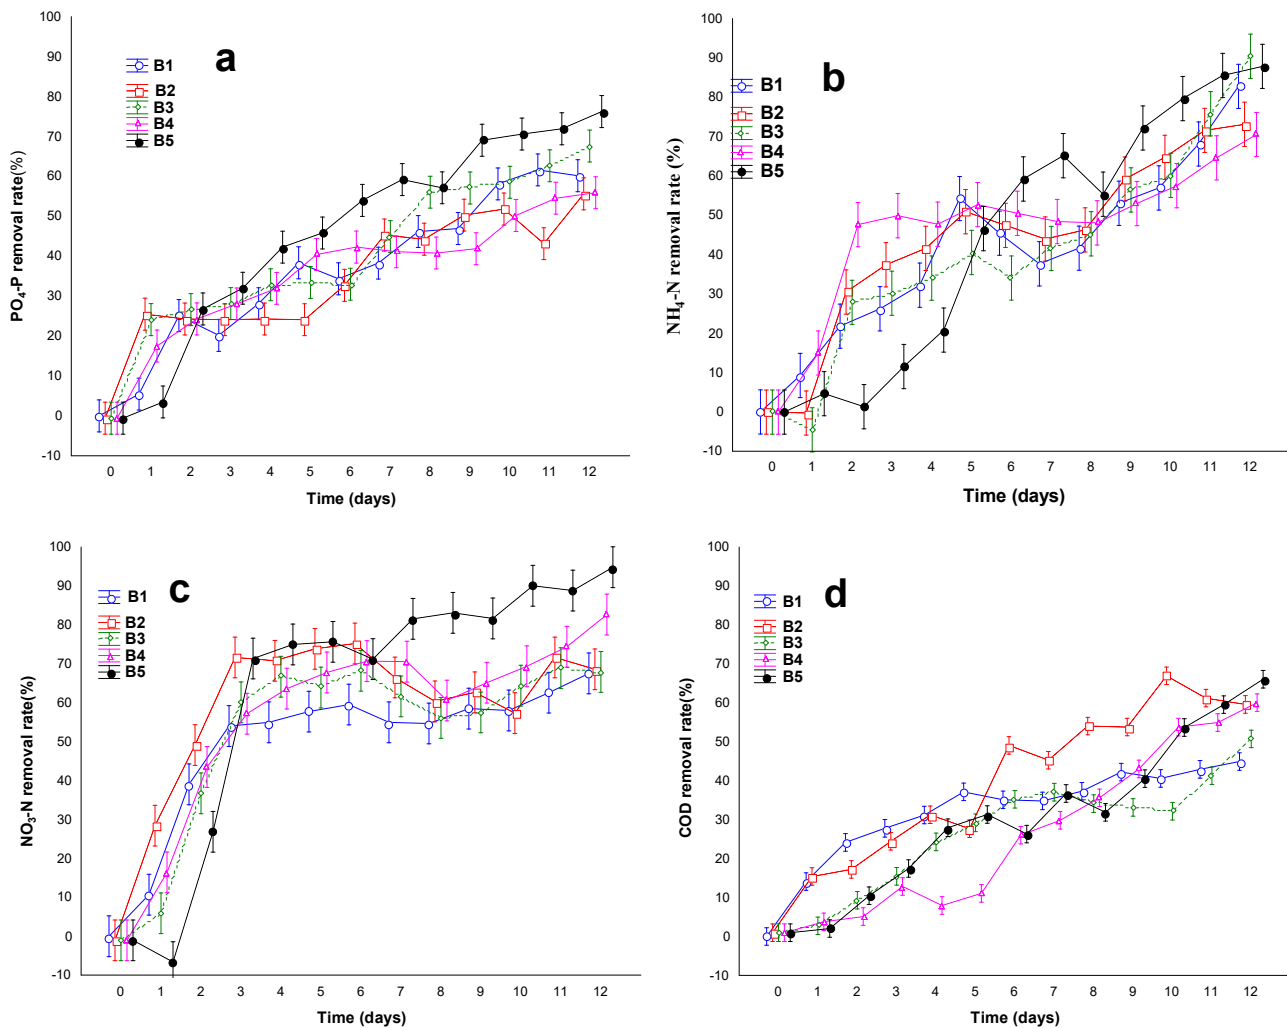 a
PO4-P removal rate(%)
100
90
80
70
60
50
40
30
20
10
0
-10
B1
B2
B3
B4
B5
0 1 2 3 4 5 6 7 8 9 10 11 12
Time (days)
b
NH4-N removal rate (%)
100
90
80
70
60
50
40
30
20
10
0
-10
B1
B2
B3
B4
B5
0 1 2 3 4 5 6 7 8 9 10 11 12
Time (days)
c
NO3-N removal rate(%)
100
90
80
70
60
50
40
30
20
10
0
-10
B1
B2
B3
B4
B5
0 1 2 3 4 5 6 7 8 9 10 11 12
Time (days)
d
COD removal rate(%)
100
90
80
70
60
50
40
30
20
10
0
-10
B1
B2
B3
B4
B5
0 1 2 3 4 5 6 7 8 9 10 11 12
Time (days)